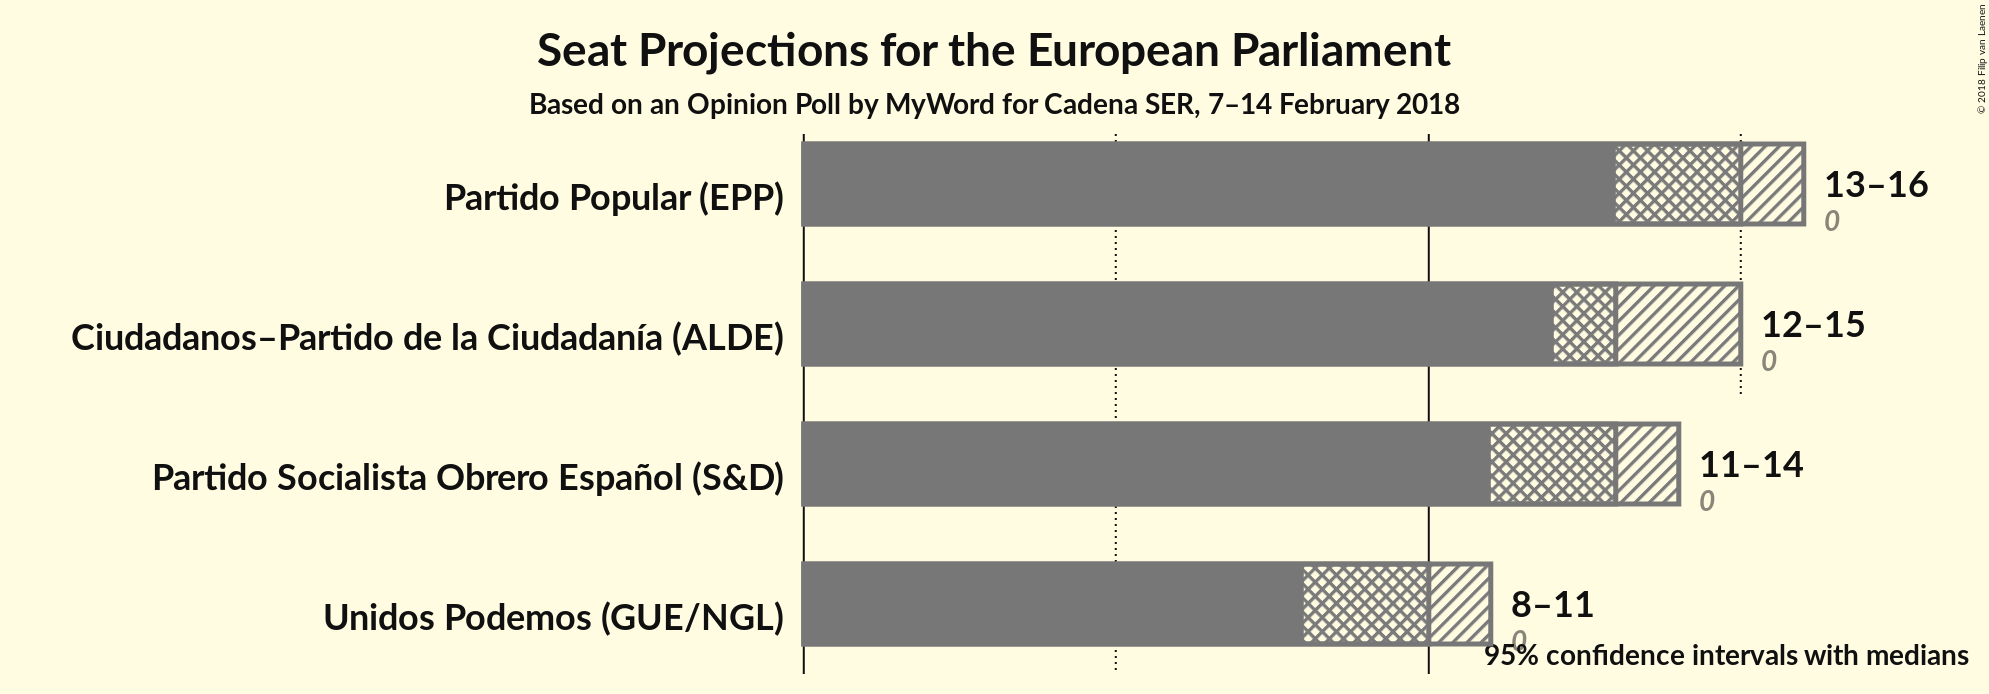 Seat Projections for the European Parliament
Based on an Opinion Poll by MyWord for Cadena SER, 7–14 February 2018
© 2018 Filip van Laenen
Partido Popular (EPP)
13–16
0
Ciudadanos–Partido de la Ciudadanía (ALDE)
12–15
0
Partido Socialista Obrero Español (S&D)
11–14
0
Unidos Podemos (GUE/NGL)
8–11
0
95% confidence intervals with medians